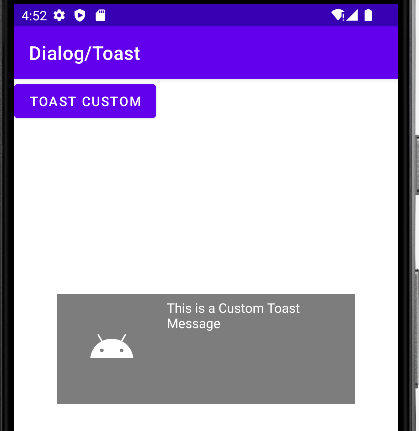 4:52
Dialog/Toast
TOAST CUSTOM
This is a Custom Toast
Message